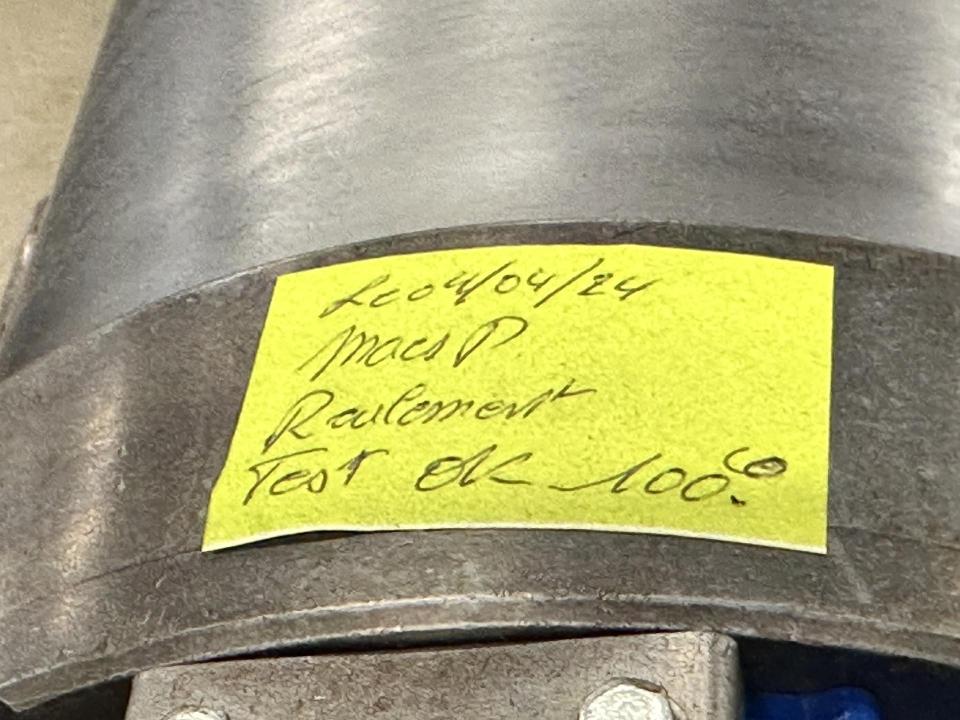 Le 04/04/24
Maes P
Roulement
Test OK 100%